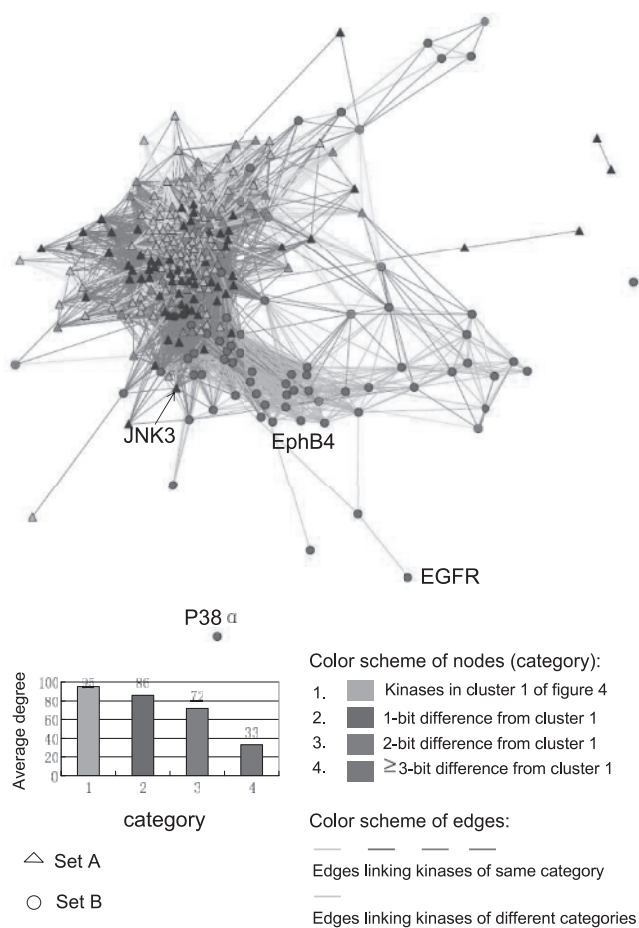 JNK3
EphB4
EGFR
P38 α
Average degree
100
80
60
40
20
0
95
86
72
33
1 2 3 4
category
Set A
Set B
Color scheme of nodes (category):
1. Kinases in cluster 1 of figure 4
2. 1-bit difference from cluster 1
3. 2-bit difference from cluster 1
4. ≥3-bit difference from cluster 1
Color scheme of edges:
Edges linking kinases of same category
Edges linking kinases of different categories